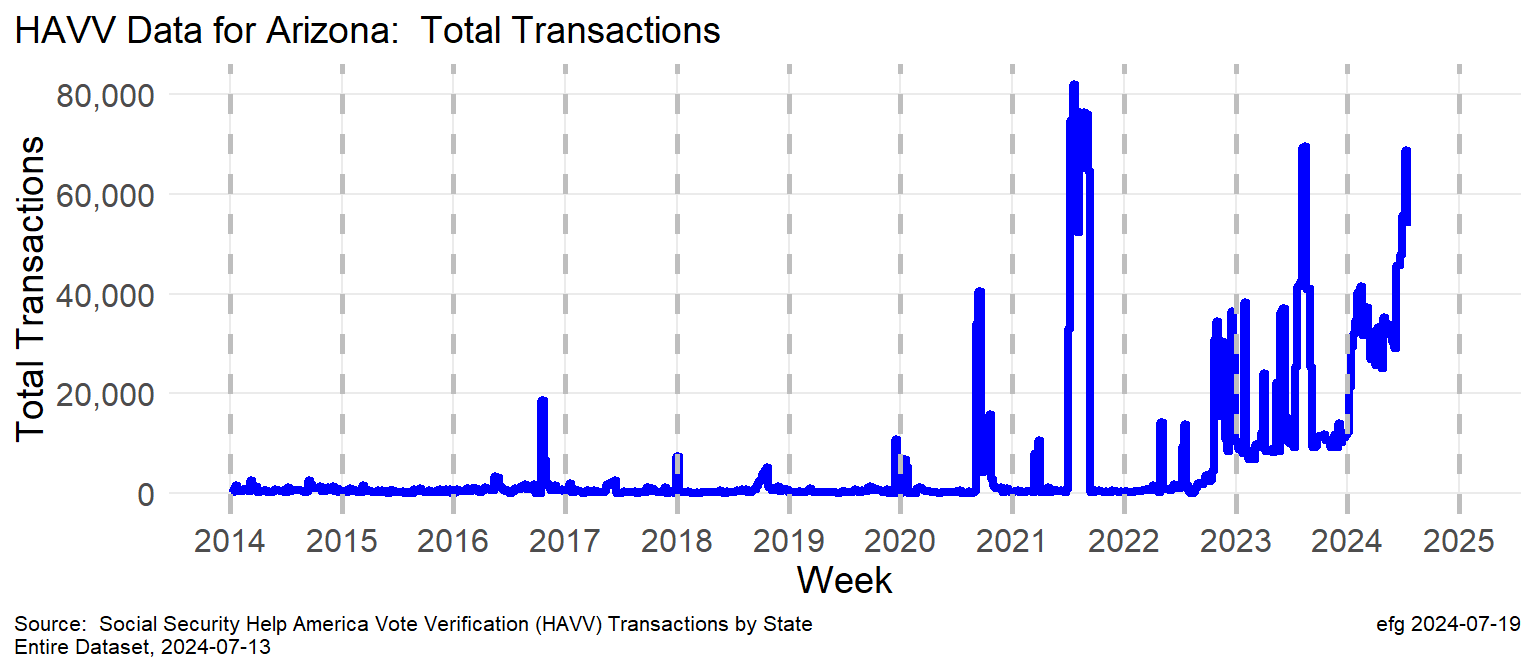 HAVV Data for Arizona:  Total Transactions
Total Transactions
80,000
60,000
40,000
20,000
0
2014 2015 2016 2017 2018 2019 2020 2021 2022 2023 2024 2025
Week
Source:  Social Security Help America Vote Verification (HAVV) Transactions by State
Entire Dataset, 2024-07-13
efg 2024-07-19